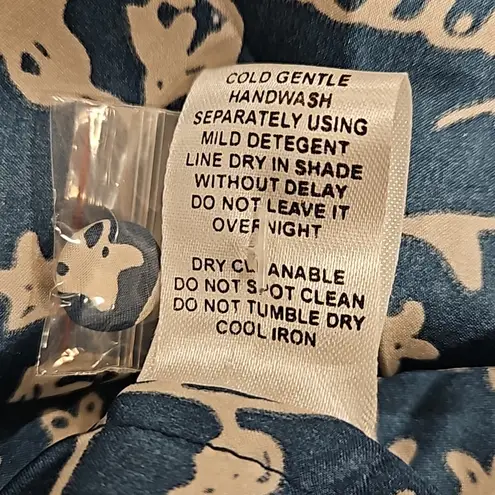 COLD GENTLE
HANDWASH
SEPARATELY USING
MILD DETEGENT
LINE DRY IN SHADE
WITHOUT DELAY
DO NOT LEAVE IT
OVERNIGHT
DRY CLEANABLE
DO NOT SPOT CLEAN
DO NOT TUMBLE DRY
COOL IRON